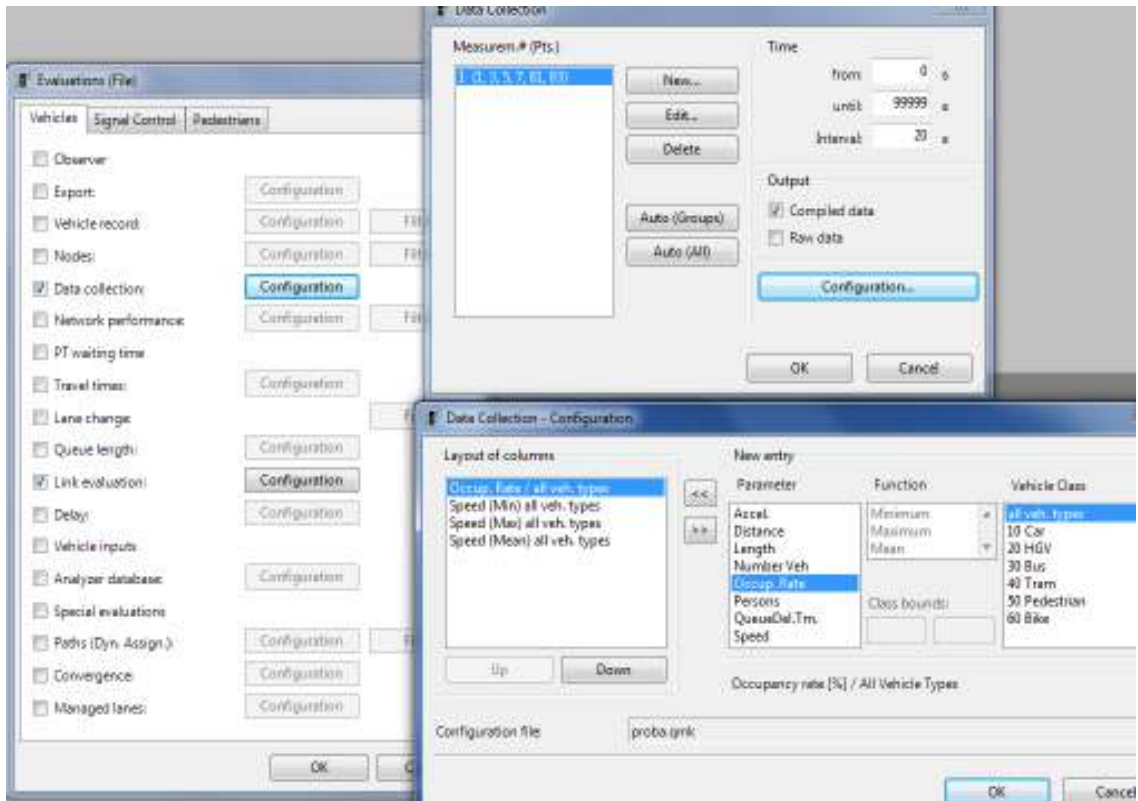 Evaluations (File)
Vehicles Signal Control Pedestrians
Observer
Export: Configuration
Vehicle record: Configuration
Nodes: Configuration
Data collection: Configuration
Network performance: Configuration
PT waiting time
Travel times: Configuration
Lane change:
Queue length: Configuration
Link evaluation: Configuration
Delay: Configuration
Vehicle inputs
Analyzer database: Configuration
Special evaluations
Paths (Dyn. Assign.): Configuration
Convergence: Configuration
Managed lanes: Configuration
OK
Data Collection
Measurem.# (Pts.)
1 (1, 3, 5, 7, 81, 83)
New...
Edit...
Delete
Auto (Groups)
Auto (All)
Time
from: 0 s
until: 99999 s
Interval: 20 s
Output
Compiled data
Raw data
Configuration...
OK Cancel
Data Collection - Configuration
Layout of columns
Occup. Rate / all veh. types
Speed (Min) all veh. types
Speed (Max) all veh. types
Speed (Mean) all veh. types
Up Down
<<
>>
New entry
Parameter
Accel.
Distance
Length
Number Veh
Occup. Rate
Persons
QueueDel.Tm.
Speed
Function
Minimum
Maximum
Mean
Class bounds:
Vehicle Class
all veh. types
10 Car
20 HGV
30 Bus
40 Tram
50 Pedestrian
60 Bike
Occupancy rate [%] / All Vehicle Types
Configuration file proba.qmk
OK Cancel